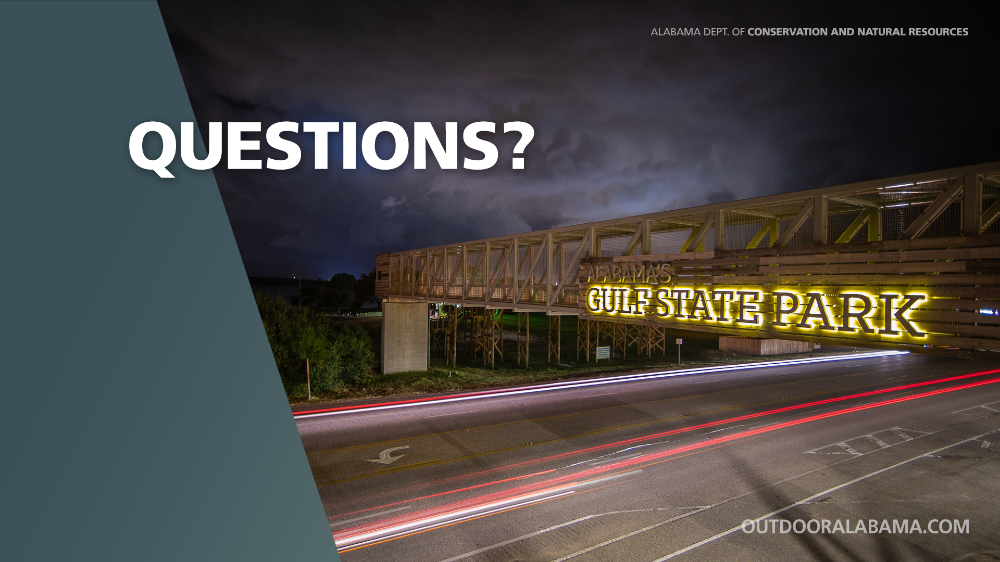 ALABAMA DEPT. OF CONSERVATION AND NATURAL RESOURCES
QUESTIONS?
ALABAMA'S
GULF STATE PARK
OUTDOORALABAMA.COM